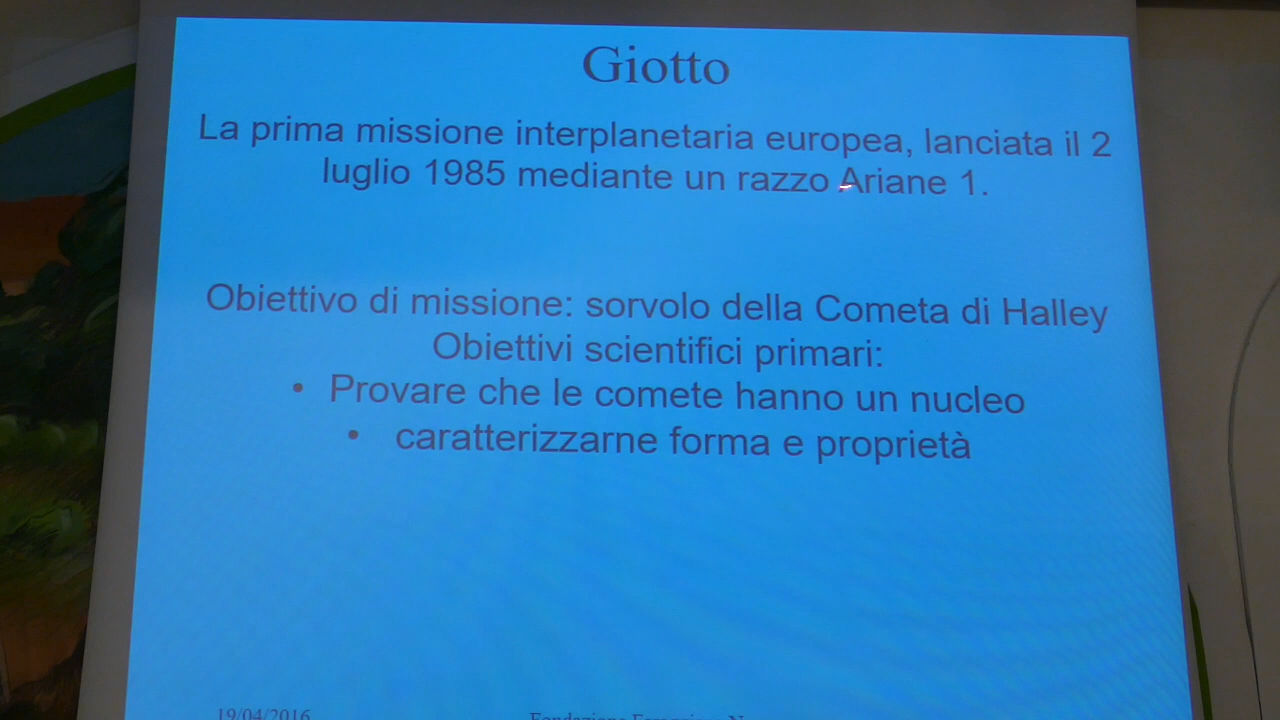 Giotto
La prima missione interplanetaria europea, lanciata il 2
luglio 1985 mediante un razzo Ariane 1.
Obiettivo di missione: sorvolo della Cometa di Halley
Obiettivi scientifici primari:
• Provare che le comete hanno un nucleo
• caratterizzarne forma e proprietà
19/04/2016 Fondazione